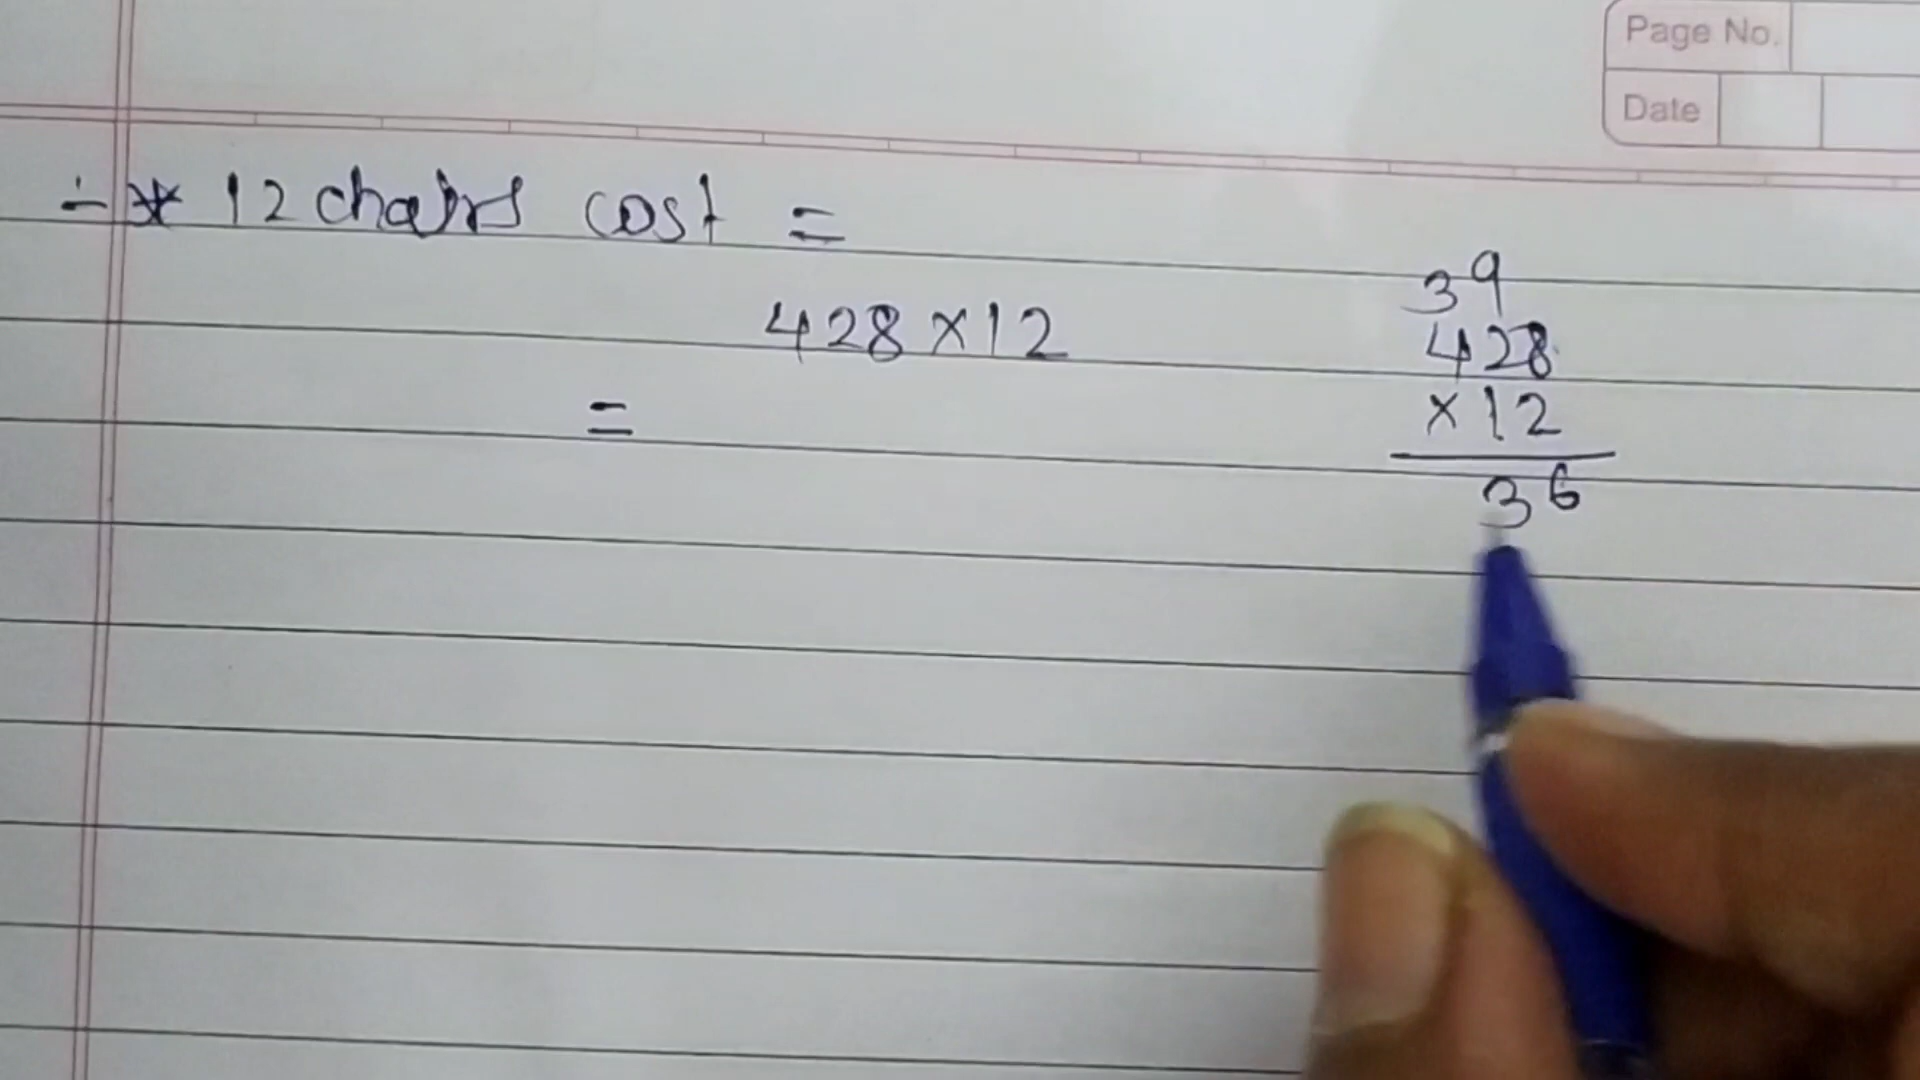 Page No.
Date
÷* 12 chairs cost =
428 × 12
=
39
428
× 12
36